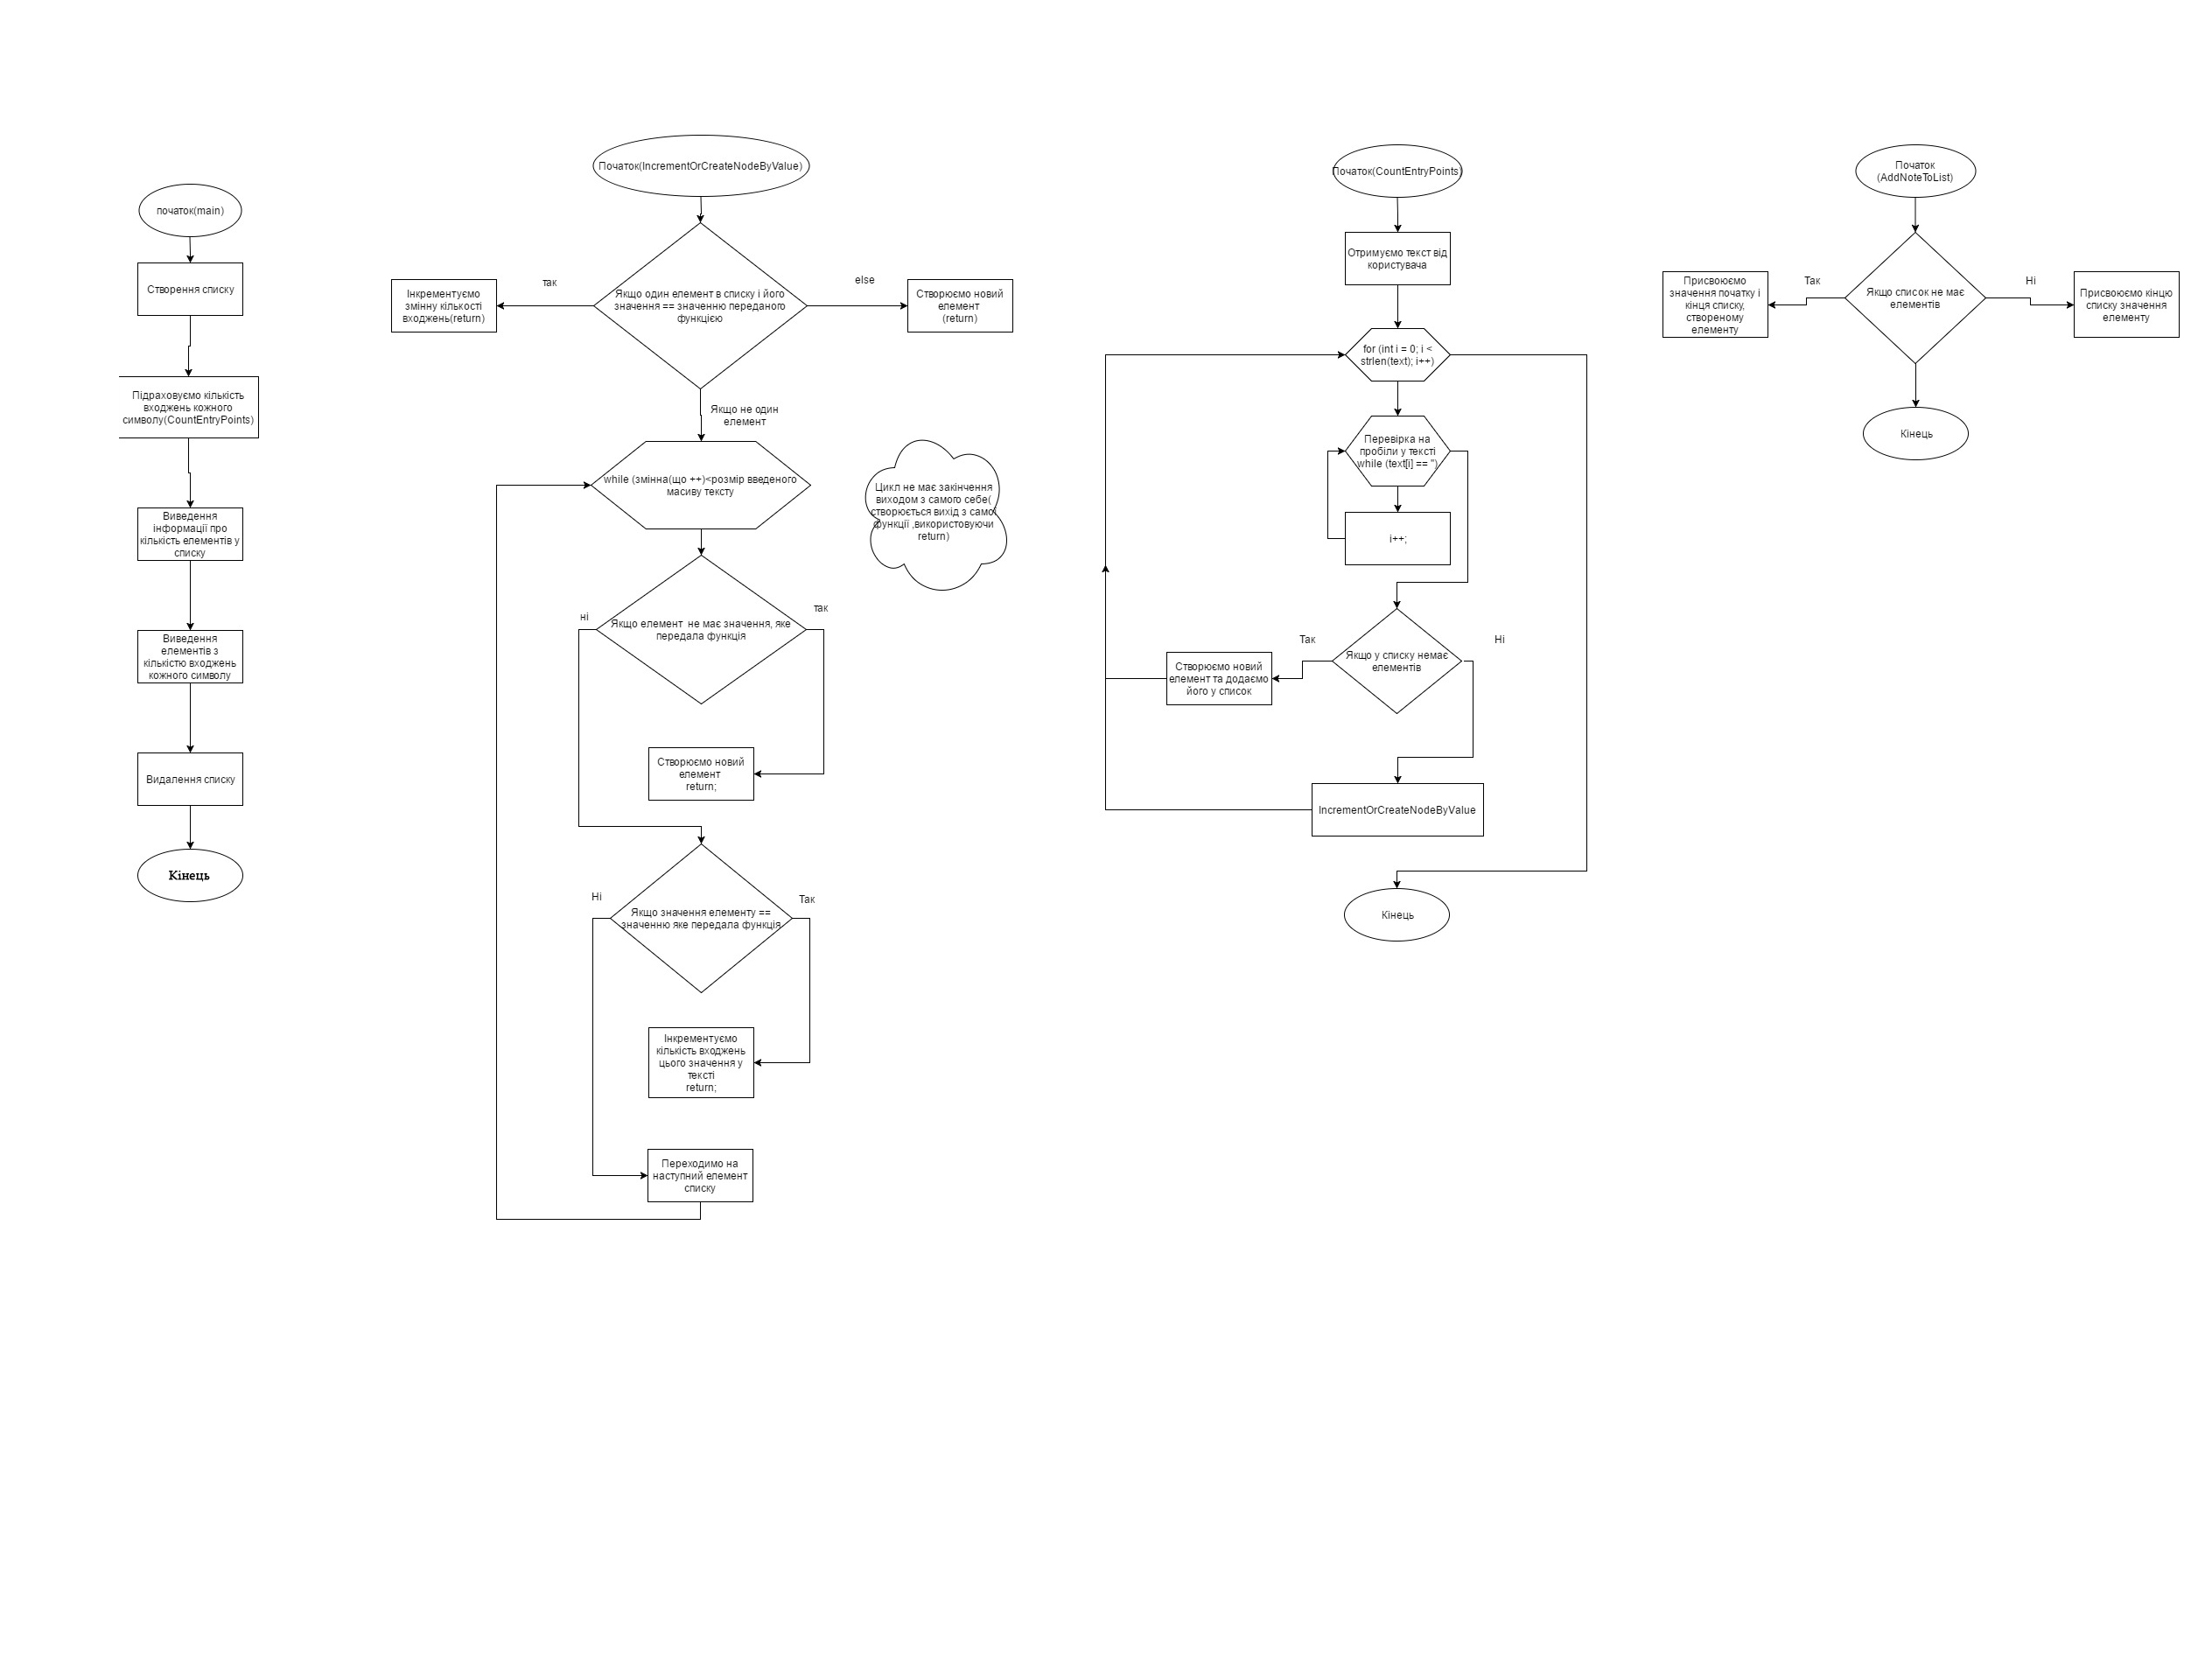 початок(main)
Створення списку
Підраховуємо кількість
входжень кожного
символу(CountEntryPoints)
Виведення
інформації про
кількість елементів у
списку
Виведення
елементів з
кількістю входжень
кожного символу
Видалення списку
Кінець
Початок(IncrementOrCreateNodeByValue)
Якщо один елемент в списку і його
значення == значенню переданого
функцією
так
Інкрементуємо
змінну кількості
входжень(return)
else
Створюємо новий
елемент
(return)
Якщо не один
елемент
while (змінна(що ++)<розмір введеного
масиву тексту
Цикл не має закінчення
виходом з самого себе(
створюється вихід з самої
функції ,використовуючи
return)
Якщо елемент  не має значення, яке
передала функція
ні
так
Створюємо новий
елемент
return;
Якщо значення елементу ==
значенню яке передала функція
Ні
Так
Інкрементуємо
кількість входжень
цього значення у
тексті
return;
Переходимо на
наступний елемент
списку
Початок(CountEntryPoints)
Отримуємо текст від
користувача
for (int i = 0; i <
strlen(text); i++)
Перевірка на
пробіли у тексті
while (text[i] == '')
i++;
Якщо у списку немає
елементів
Так
Ні
Створюємо новий
елемент та додаємо
його у список
IncrementOrCreateNodeByValue
Кінець
Початок
(AddNoteToList)
Якщо список не має
елементів
Так
Ні
Присвоюємо
значення початку і
кінця списку,
створеному
елементу
Присвоюємо кінцю
списку значення
елементу
Кінець